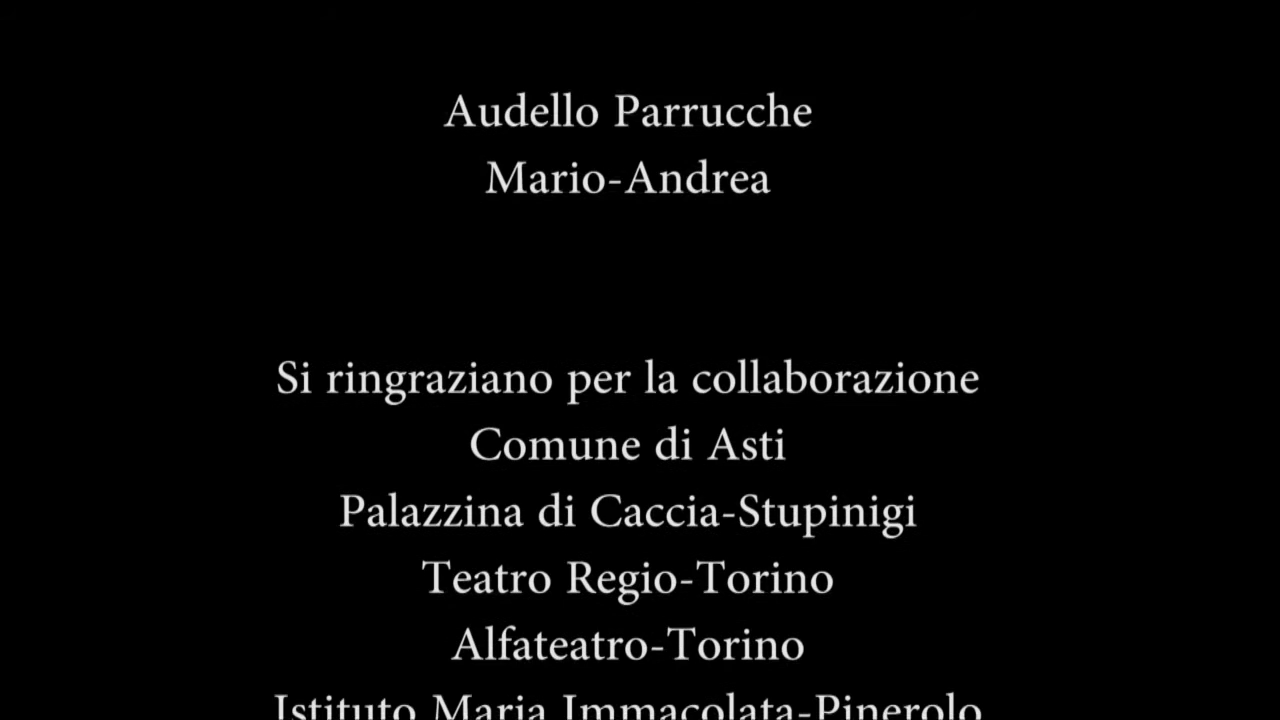 Audello Parrucche
Mario-Andrea
Si ringraziano per la collaborazione
Comune di Asti
Palazzina di Caccia-Stupinigi
Teatro Regio-Torino
Alfateatro-Torino
Istituto Maria Immacolata-Pinerolo